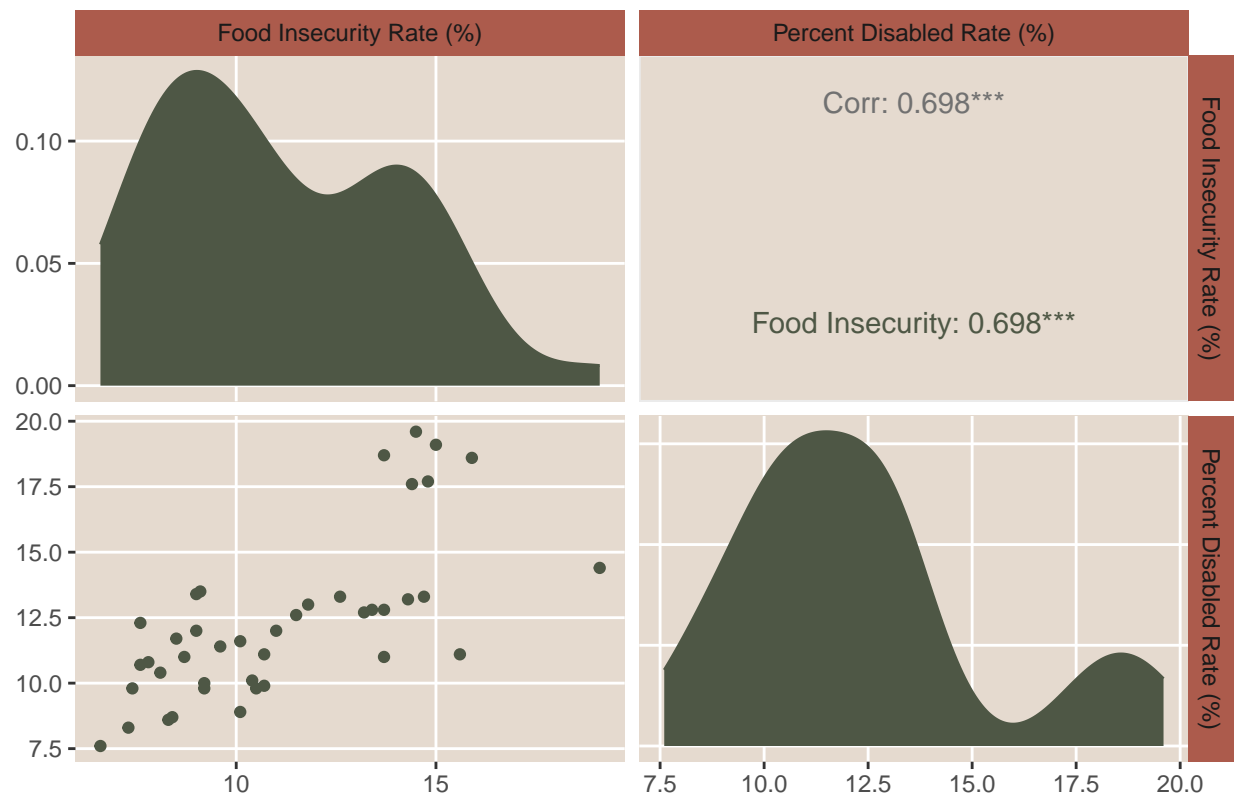 Food Insecurity Rate (%)
Percent Disabled Rate (%)
0.10
0.05
0.00
Corr: 0.698***
Food Insecurity: 0.698***
Food Insecurity Rate (%)
20.0
17.5
15.0
12.5
10.0
7.5
Percent Disabled Rate (%)
10
15
7.5
10.0
12.5
15.0
17.5
20.0